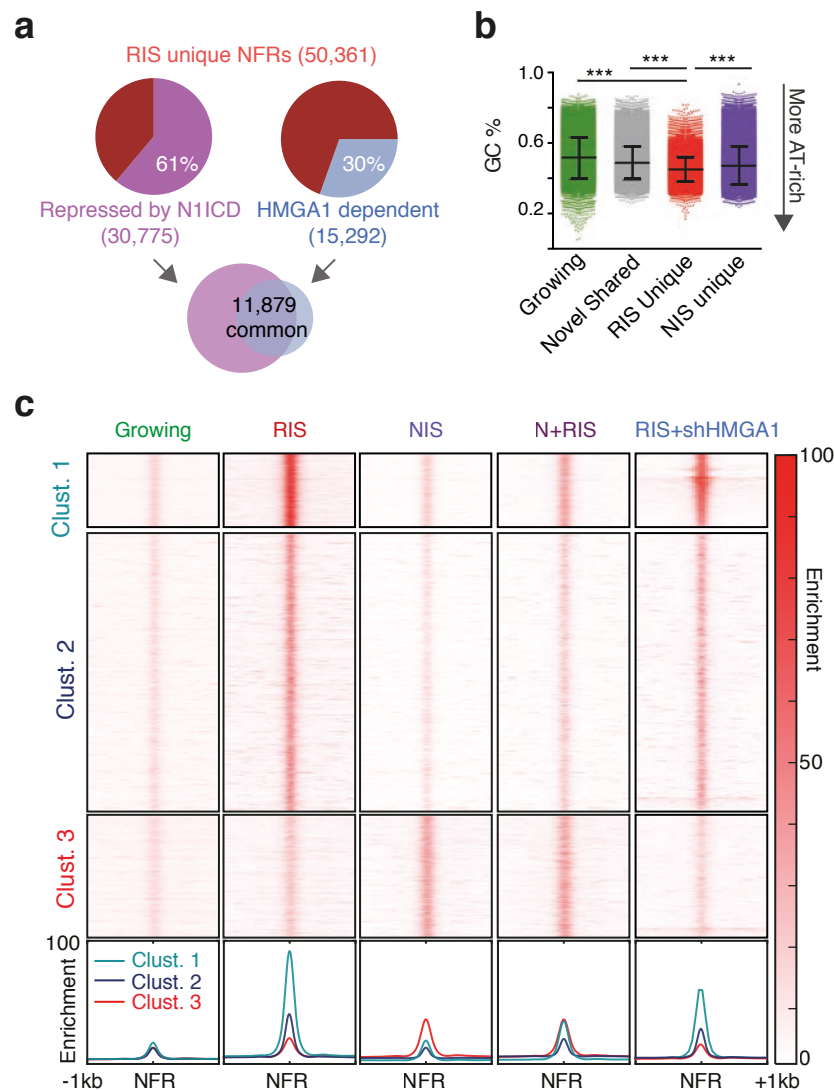 a
RIS unique NFRs (50,361)
61%
30%
Repressed by N1ICD
(30,775)
HMGA1 dependent
(15,292)
11,879
common
b
***
***
***
GC %
1.0
0.6
0.2
More AT-rich
Growing
Novel Shared
RIS Unique
NIS unique
c
Growing
RIS
NIS
N+RIS
RIS+shHMGA1
Clust. 1
Clust. 2
Clust. 3
100
50
0
Enrichment
100
Enrichment
Clust. 1
Clust. 2
Clust. 3
-1kb
NFR
NFR
NFR
NFR
NFR
+1kb